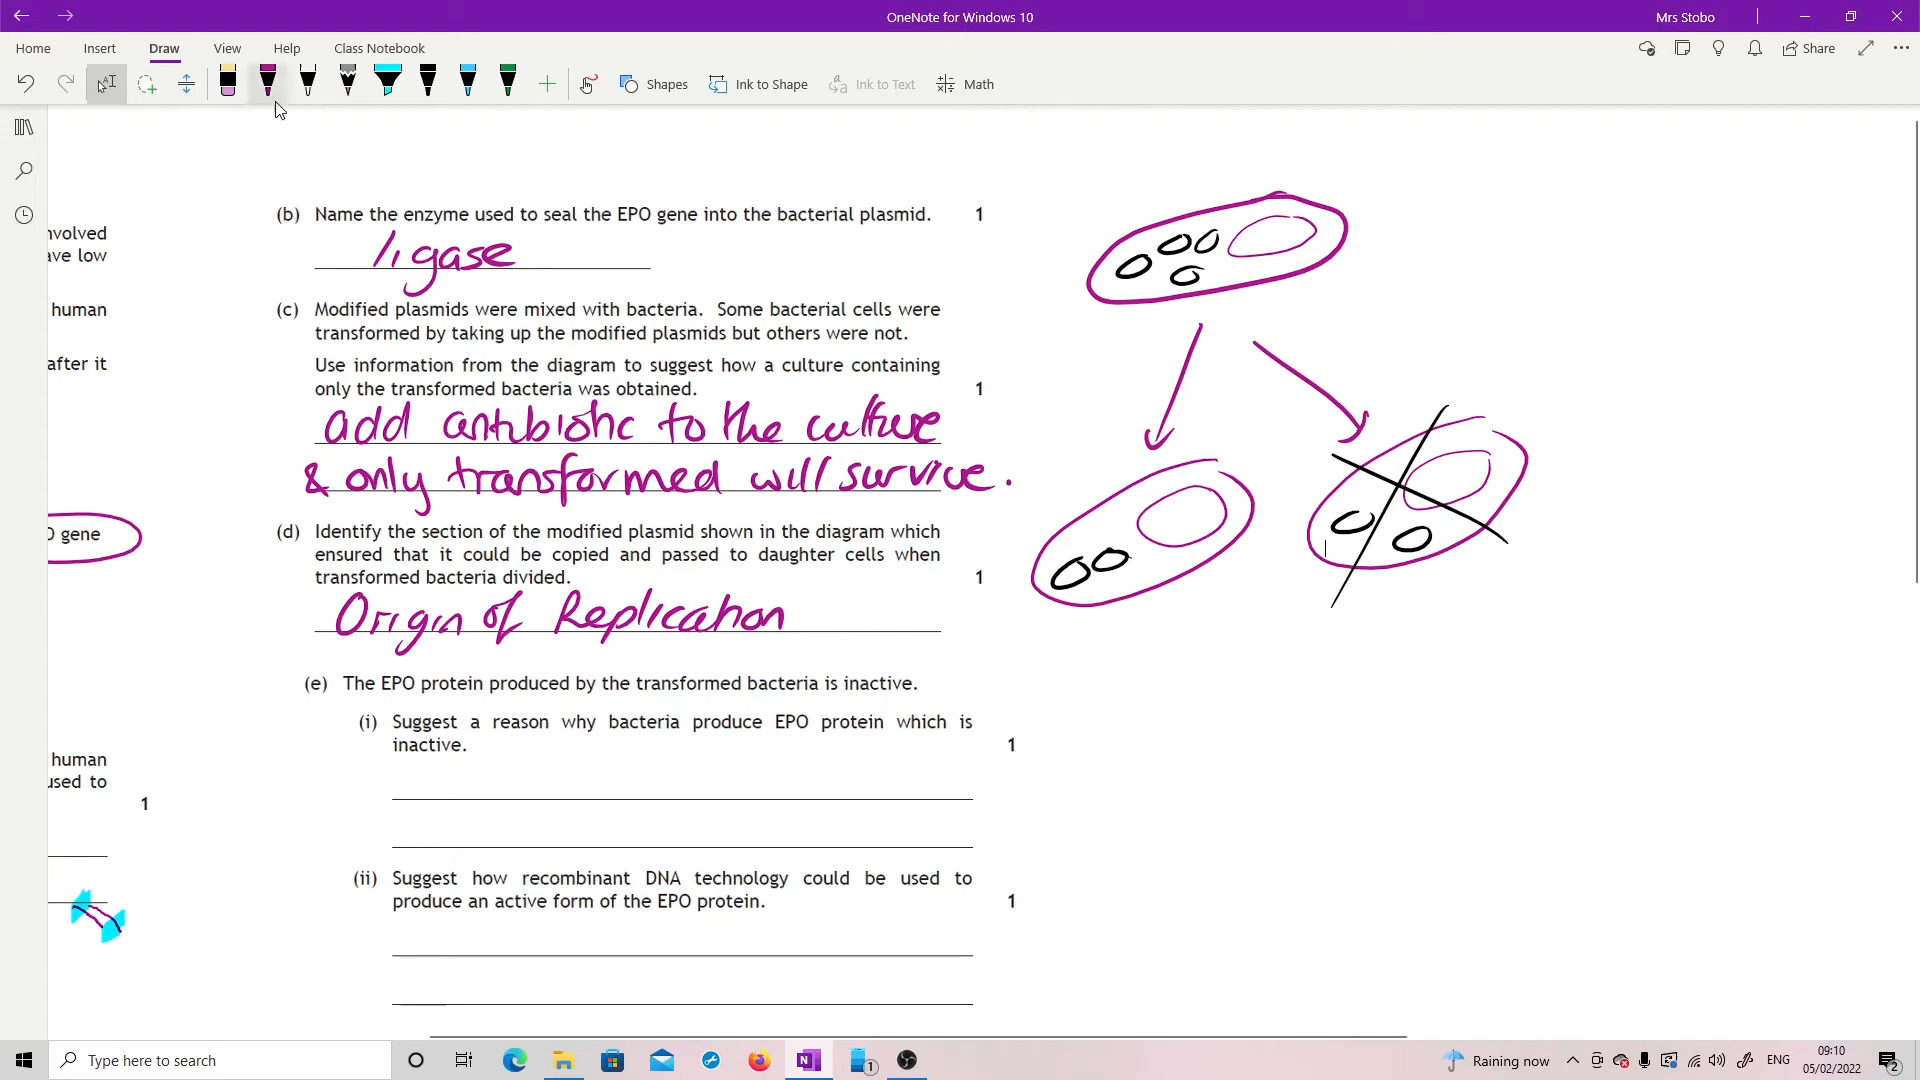 OneNote for Windows 10
Mrs Stobo
Home Insert Draw View Help Class Notebook
Share
Shapes
Ink to Shape
Ink to Text
Math
nvolved
ave low
human
after it
O gene
human
used to
1
(b) Name the enzyme used to seal the EPO gene into the bacterial plasmid. 1
ligase
(c) Modified plasmids were mixed with bacteria. Some bacterial cells were
transformed by taking up the modified plasmids but others were not.
Use information from the diagram to suggest how a culture containing
only the transformed bacteria was obtained. 1
add antibiotic to the culture
& only transformed will survive.
(d) Identify the section of the modified plasmid shown in the diagram which
ensured that it could be copied and passed to daughter cells when
transformed bacteria divided. 1
Origin of Replication
(e) The EPO protein produced by the transformed bacteria is inactive.
(i) Suggest a reason why bacteria produce EPO protein which is
inactive. 1
(ii) Suggest how recombinant DNA technology could be used to
produce an active form of the EPO protein. 1
Type here to search
1
Raining now
ENG
09:10
05/02/2022
2